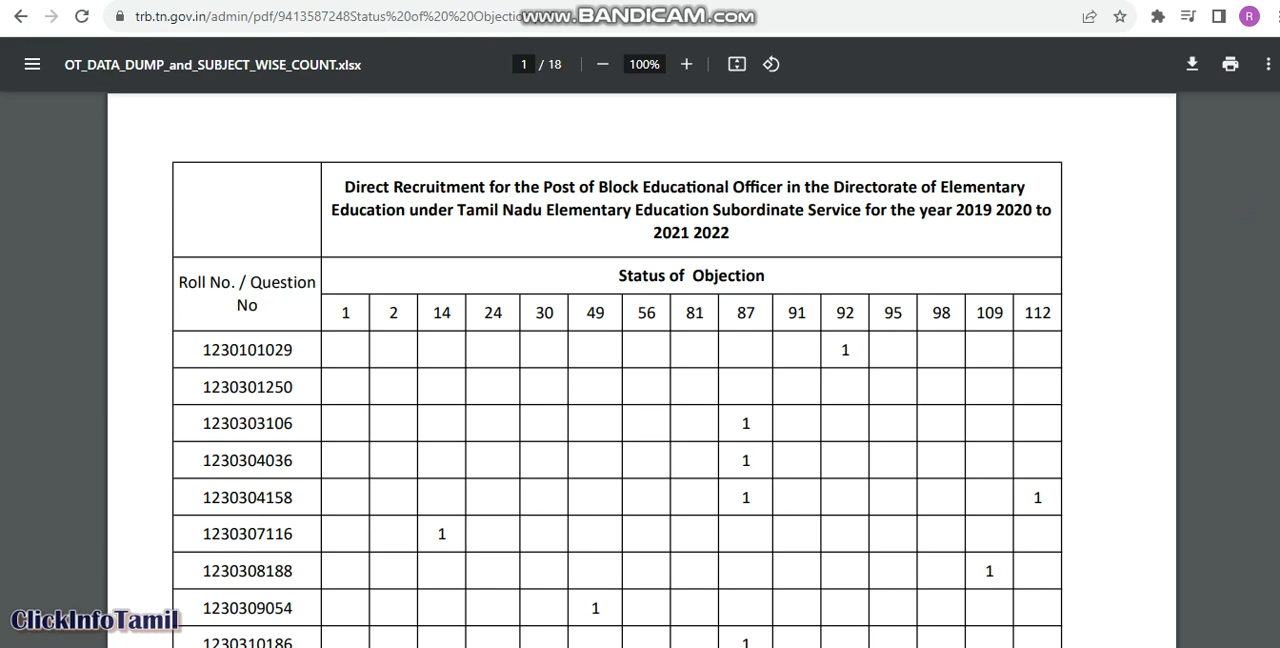 trb.tn.gov.in/admin/pdf/9413587248Status%20of%20%20Objectio
www.BANDICAM.com
R
OT_DATA_DUMP_and_SUBJECT_WISE_COUNT.xlsx
1 / 18
100%
Direct Recruitment for the Post of Block Educational Officer in the Directorate of Elementary
Education under Tamil Nadu Elementary Education Subordinate Service for the year 2019 2020 to
2021 2022
Roll No. / Question
No
Status of Objection
1 2 14 24 30 49 56 81 87 91 92 95 98 109 112
1230101029 1
1230301250
1230303106 1
1230304036 1
1230304158 1 1
1230307116 1
1230308188 1
1230309054 1
1230310186 1
ClickInfoTamil